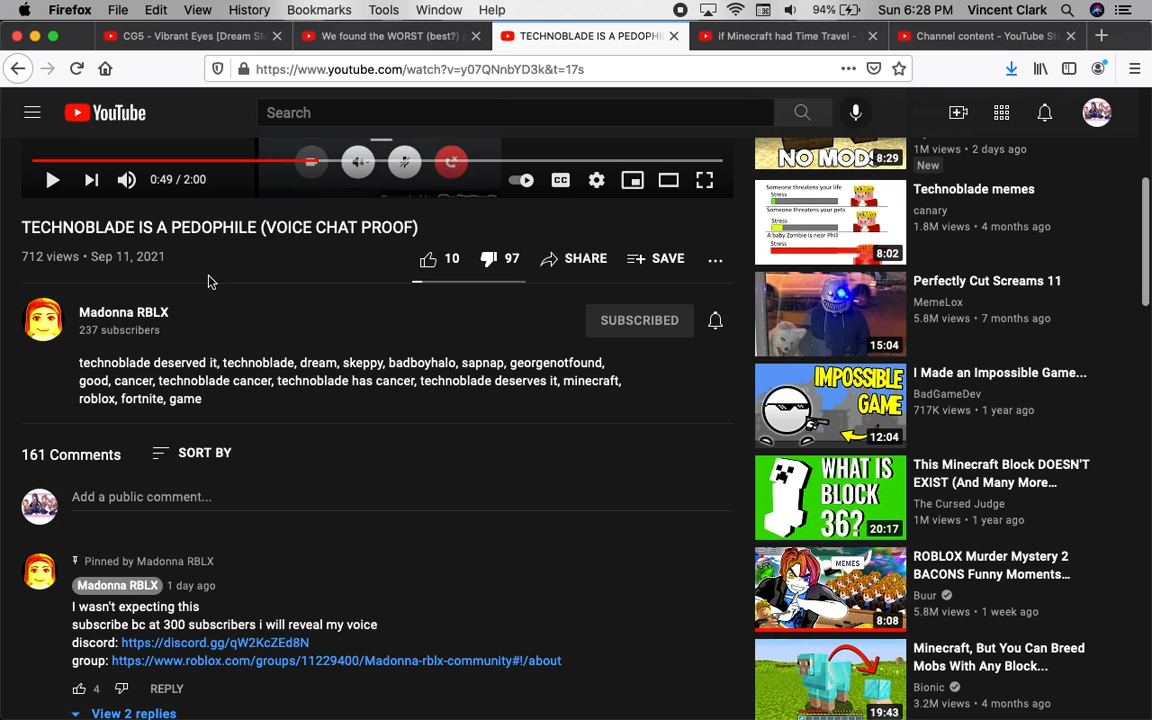 Firefox File Edit View History Bookmarks Tools Window Help 94% Sun 6:28 PM Vincent Clark
CG5 - Vibrant Eyes [Dream SM
We found the WORST (best?)
TECHNOBLADE IS A PEDOPHI
if Minecraft had Time Travel -
Channel content - YouTube Stu
https://www.youtube.com/watch?v=y07QNnbYD3k&t=17s
YouTube
Search
0:49 / 2:00
CC
TECHNOBLADE IS A PEDOPHILE (VOICE CHAT PROOF)
712 views • Sep 11, 2021
10 97 SHARE SAVE
Madonna RBLX
237 subscribers
SUBSCRIBED
technoblade deserved it, technoblade, dream, skeppy, badboyhalo, sapnap, georgenotfound,
good, cancer, technoblade cancer, technoblade has cancer, technoblade deserves it, minecraft,
roblox, fortnite, game
161 Comments SORT BY
Add a public comment...
Pinned by Madonna RBLX
Madonna RBLX 1 day ago
I wasn't expecting this
subscribe bc at 300 subscribers i will reveal my voice
discord: https://discord.gg/qW2KcZEd8N
group: https://www.roblox.com/groups/11229400/Madonna-rblx-community#!/about
4 REPLY
View 2 replies
NO MODS
8:29
1M views • 2 days ago
New
Someone threatens your life
Stress
Someone threatens your pets
Stress
A baby Zombie is near Phil
Stress
8:02
Technoblade memes
canary
1.8M views • 4 months ago
15:04
Perfectly Cut Screams 11
MemeLox
5.8M views • 7 months ago
IMPOSSIBLE
GAME
12:04
I Made an Impossible Game...
BadGameDev
717K views • 1 year ago
WHAT IS
BLOCK
36?
20:17
This Minecraft Block DOESN'T
EXIST (And Many More...
The Cursed Judge
1M views • 1 year ago
MEMES
8:08
ROBLOX Murder Mystery 2
BACONS Funny Moments...
Buur
5.8M views • 1 week ago
19:43
Minecraft, But You Can Breed
Mobs With Any Block...
Bionic
3.2M views • 4 months ago